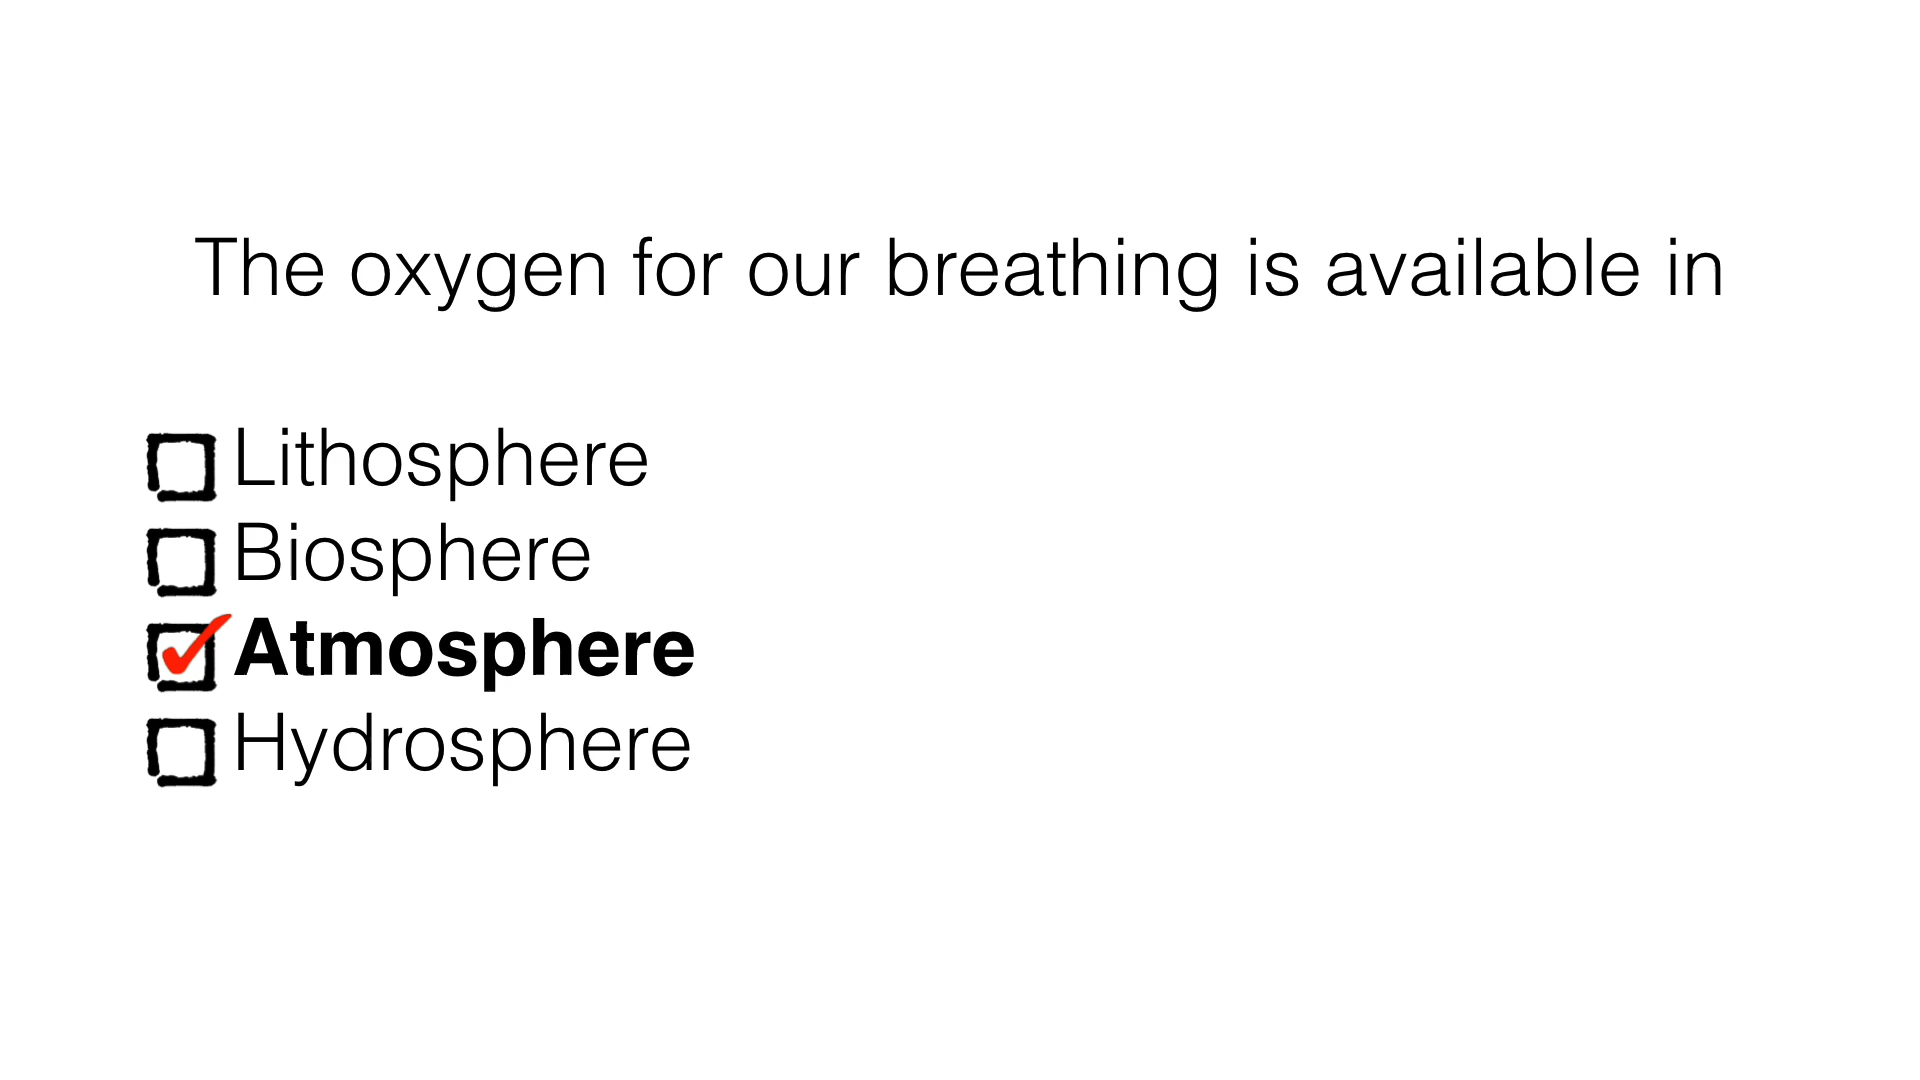 The oxygen for our breathing is available in
Lithosphere
Biosphere
Atmosphere
Hydrosphere